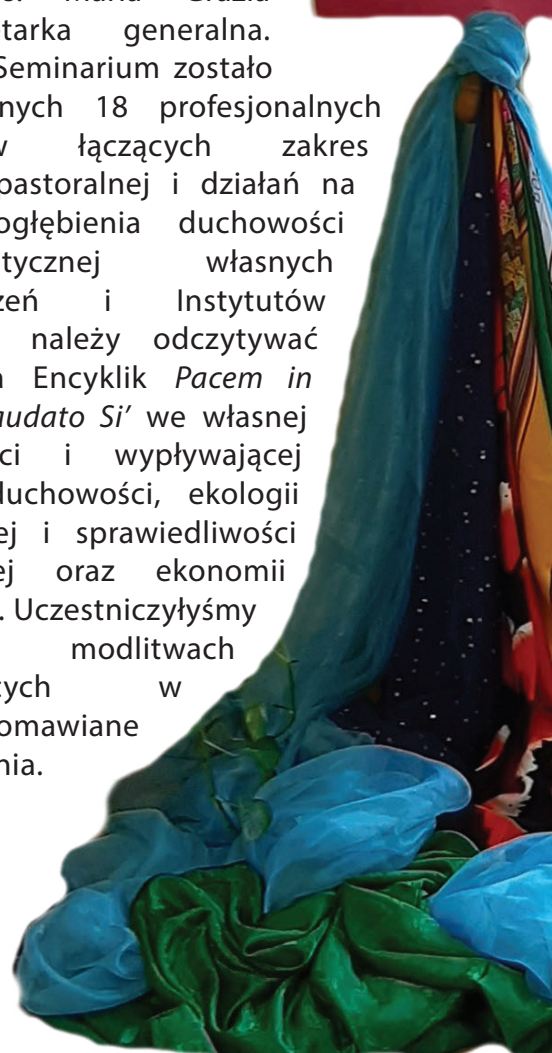 tarka generalna.
Seminarium zostało
nych 18 profesjonalnych
w łączących zakres
pastoralnej i działań na
ogłębienia duchowości
tycznej własnych
zeń i Instytutów
należy odczytywać
Encyklik Pacem in
audato Si’ we własnej
ci i wypływającej
duchowości, ekologii
ej i sprawiedliwości
ej oraz ekonomii
. Uczestniczyłyśmy
modlitwach
tych w
omawiane
nia.